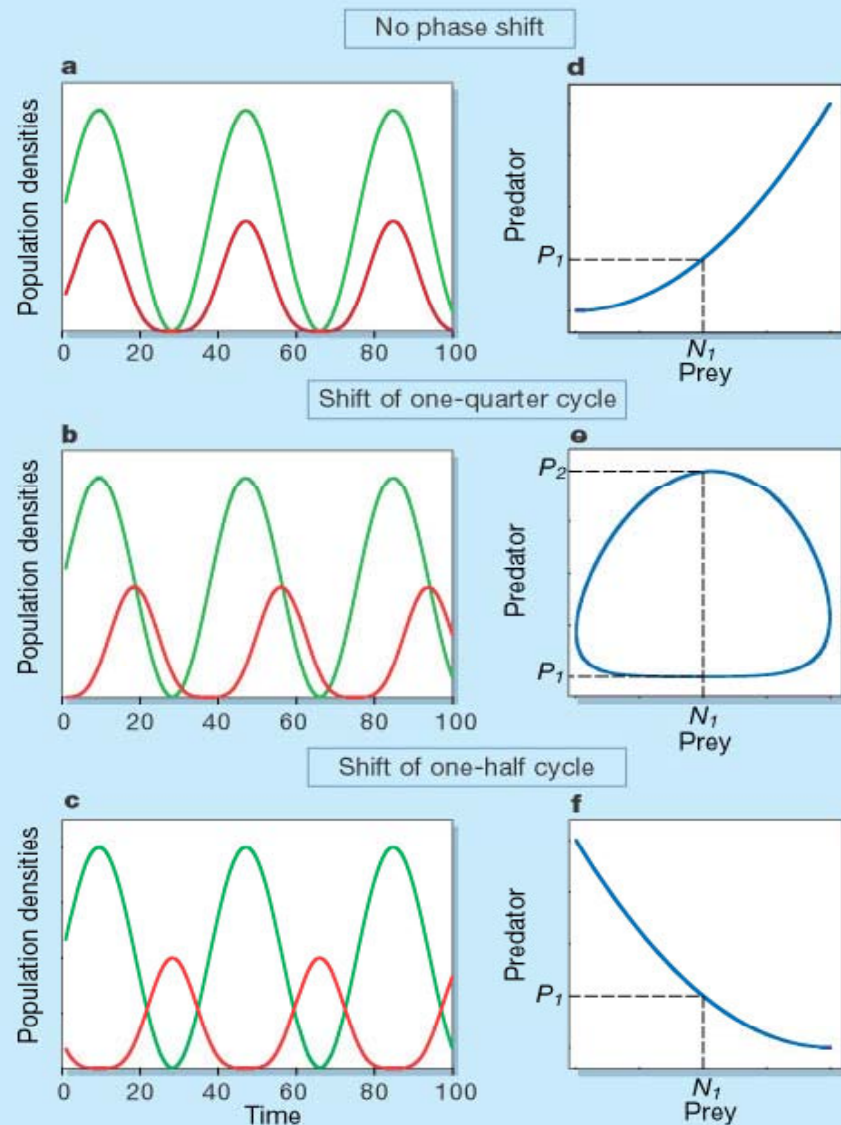 No phase shift
a
Population densities
0 20 40 60 80 100
d
Predator
P1
N1
Prey
Shift of one-quarter cycle
b
Population densities
0 20 40 60 80 100
e
Predator
P2
P1
N1
Prey
Shift of one-half cycle
c
Population densities
0 20 40 60 80 100
Time
f
Predator
P1
N1
Prey